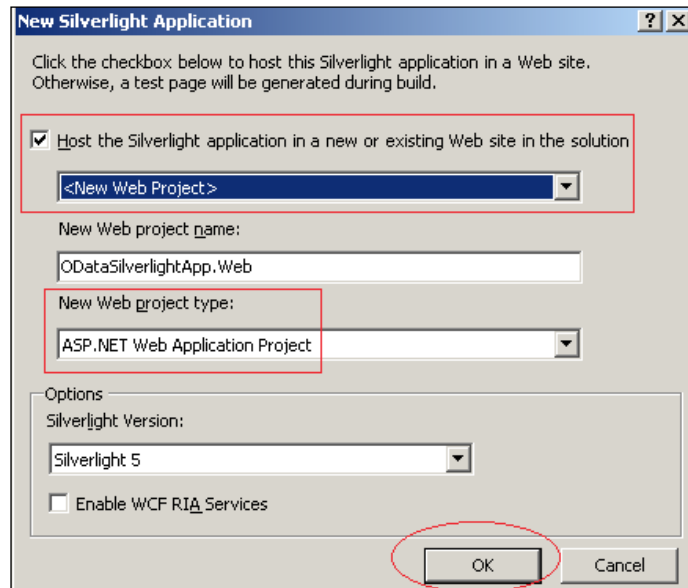 New Silverlight Application
Click the checkbox below to host this Silverlight application in a Web site.
Otherwise, a test page will be generated during build.
Host the Silverlight application in a new or existing Web site in the solution
<New Web Project>
New Web project name:
ODataSilverlightApp.Web
New Web project type:
ASP.NET Web Application Project
Options
Silverlight Version:
Silverlight 5
Enable WCF RIA Services
OK
Cancel